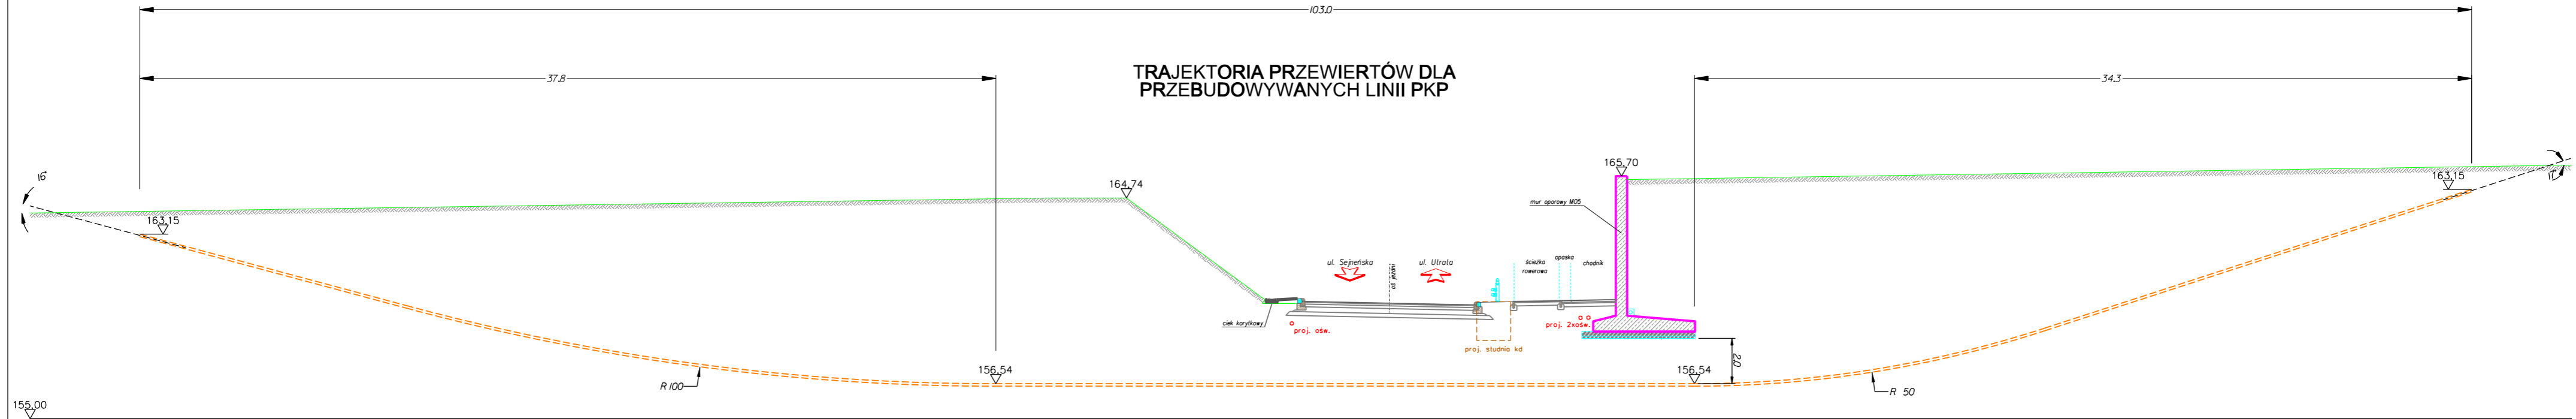 103.0
37.8
TRAJEKTORIA PRZEWIERTÓW DLA
PRZEBUDOWYWANYCH LINII PKP
34.3
16°
163.15
164.74
165.70
163.15
mur oporowy M05
ul. Sejneńska
oś jezdni
ul. Utrata
ścieżka
rowerowa
opaska
chodnik
ciek korytkowy
proj. ośw.
proj. 2xośw.
proj. studnia kd
2.0
R 100
156.54
156.54
R 50
155.00